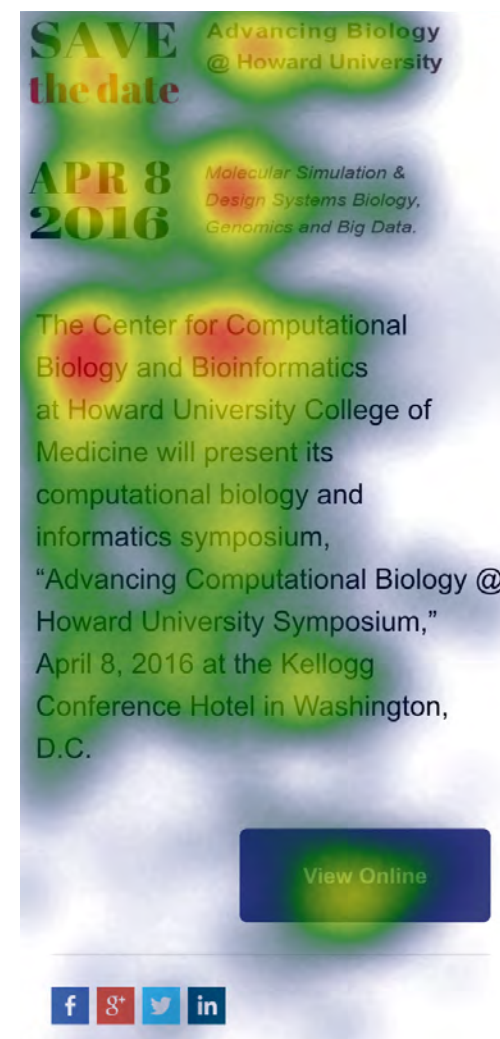 SAVE
the date
Advancing Biology
@ Howard University
APR 8
2016
Molecular Simulation &
Design Systems Biology,
Genomics and Big Data.
The Center for Computational
Biology and Bioinformatics
at Howard University College of
Medicine will present its
computational biology and
informatics symposium,
“Advancing Computational Biology @
Howard University Symposium,”
April 8, 2016 at the Kellogg
Conference Hotel in Washington,
D.C.
View Online
f g+ in